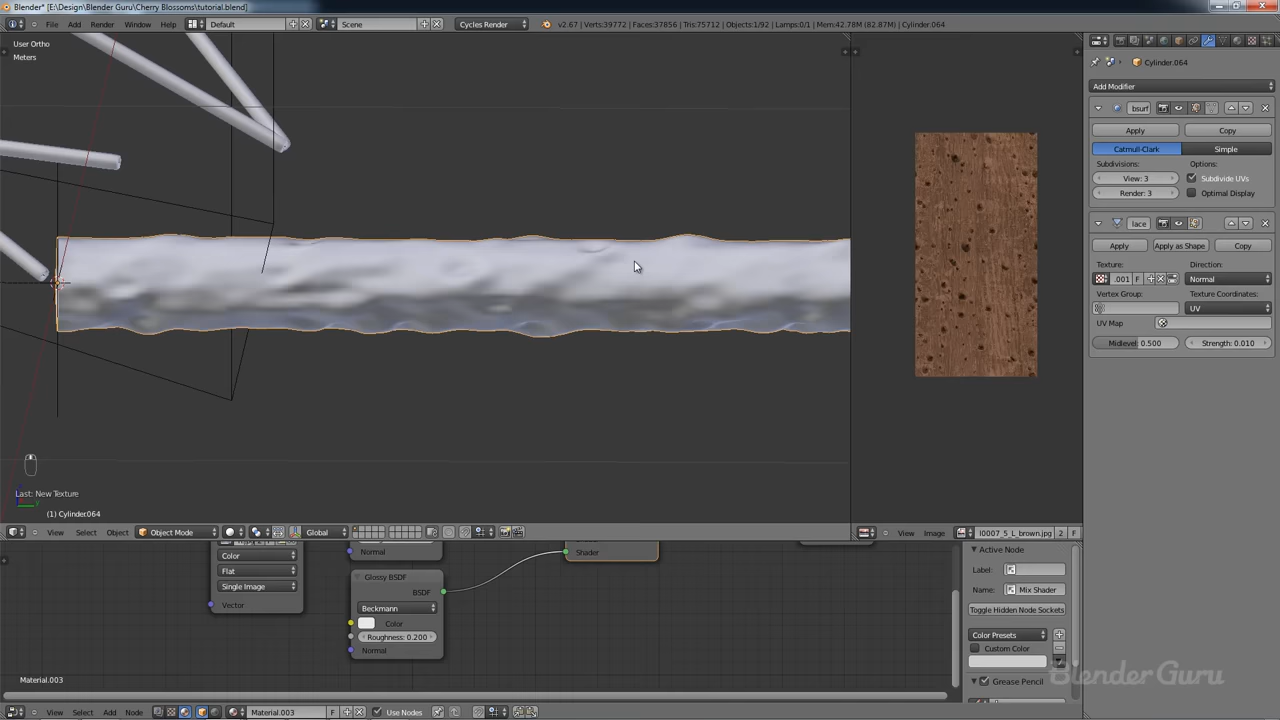 Blender* [E:\Design\Blender Guru\Cherry Blossoms\tutorial.blend]
File Add Render Window Help Default Scene Cycles Render v2.67 | Verts:39772 | Faces:37856 | Tris:75712 | Objects:1/92 | Lamps:0/1 | Mem:42.78M (82.87M) | Cylinder.064
User Ortho
Meters
Cylinder.064
Add Modifier
bsurf
Apply Copy
Catmull-Clark Simple
Subdivisions: Options:
View: 3 Subdivide UVs
Render: 3 Optimal Display
lace
Apply Apply as Shape Copy
Texture: Direction:
.001 F Normal
Vertex Group: Texture Coordinates:
UV
UV Map
Midlevel: 0.500 Strength: 0.010
Last: New Texture
(1) Cylinder.064
View Select Object Object Mode Global View Image I0007_5_L_brown.jpg 2 F
Color
Flat
Single Image
Vector
Normal
Glossy BSDF
BSDF
Beckmann
Color
Roughness: 0.200
Normal
Shader
Active Node
Label:
Name: Mix Shader
Toggle Hidden Node Sockets
Color Presets
Custom Color
Grease Pencil
BlenderGuru
Material.003
View Select Add Node Material.003 F Use Nodes